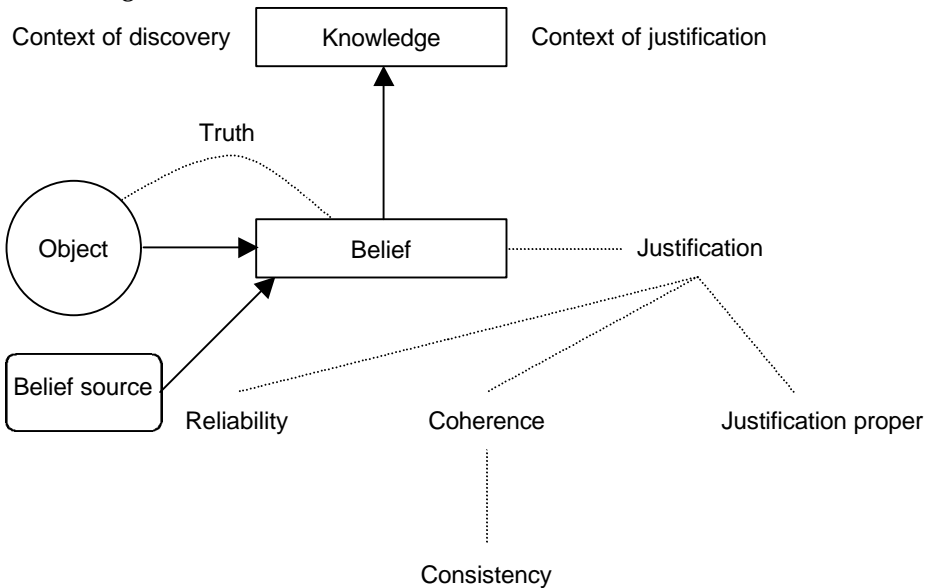 Context of discovery
Knowledge
Context of justification
Truth
Object
Belief
Justification
Belief source
Reliability
Coherence
Justification proper
Consistency